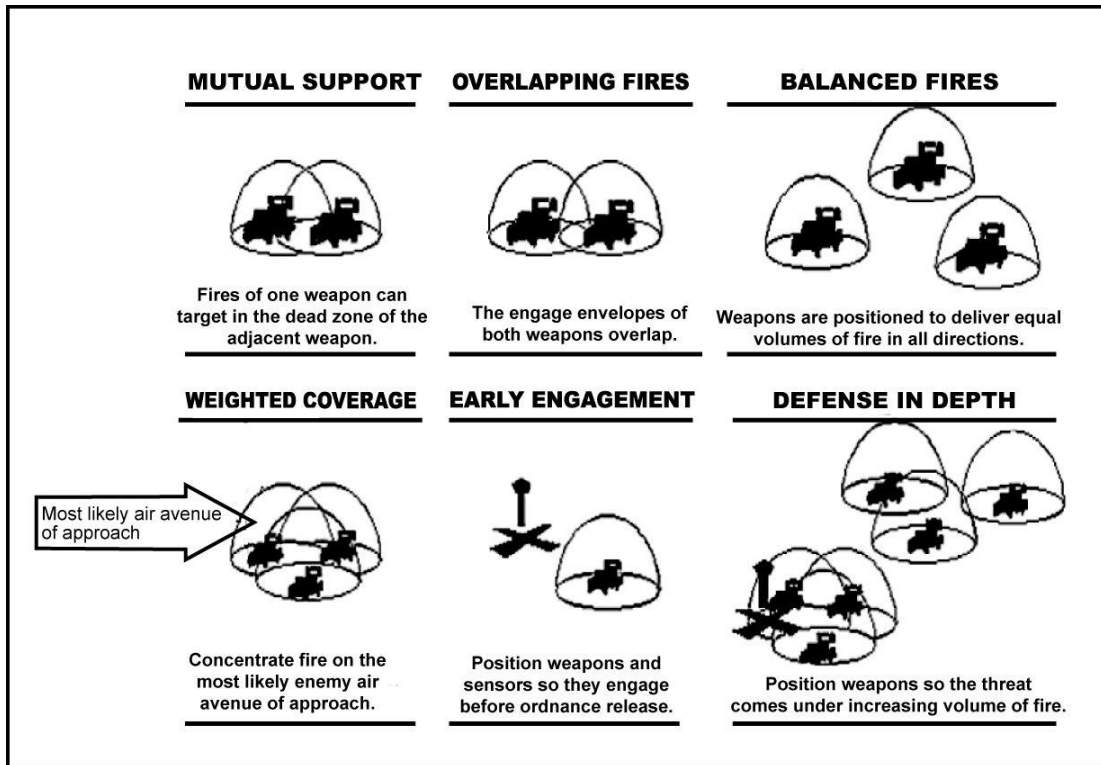 MUTUAL SUPPORT
Fires of one weapon can
target in the dead zone of the
adjacent weapon.
OVERLAPPING FIRES
The engage envelopes of
both weapons overlap.
BALANCED FIRES
Weapons are positioned to deliver equal
volumes of fire in all directions.
WEIGHTED COVERAGE
Most likely air avenue
of approach
Concentrate fire on the
most likely enemy air
avenue of approach.
EARLY ENGAGEMENT
Position weapons and
sensors so they engage
before ordnance release.
DEFENSE IN DEPTH
Position weapons so the threat
comes under increasing volume of fire.